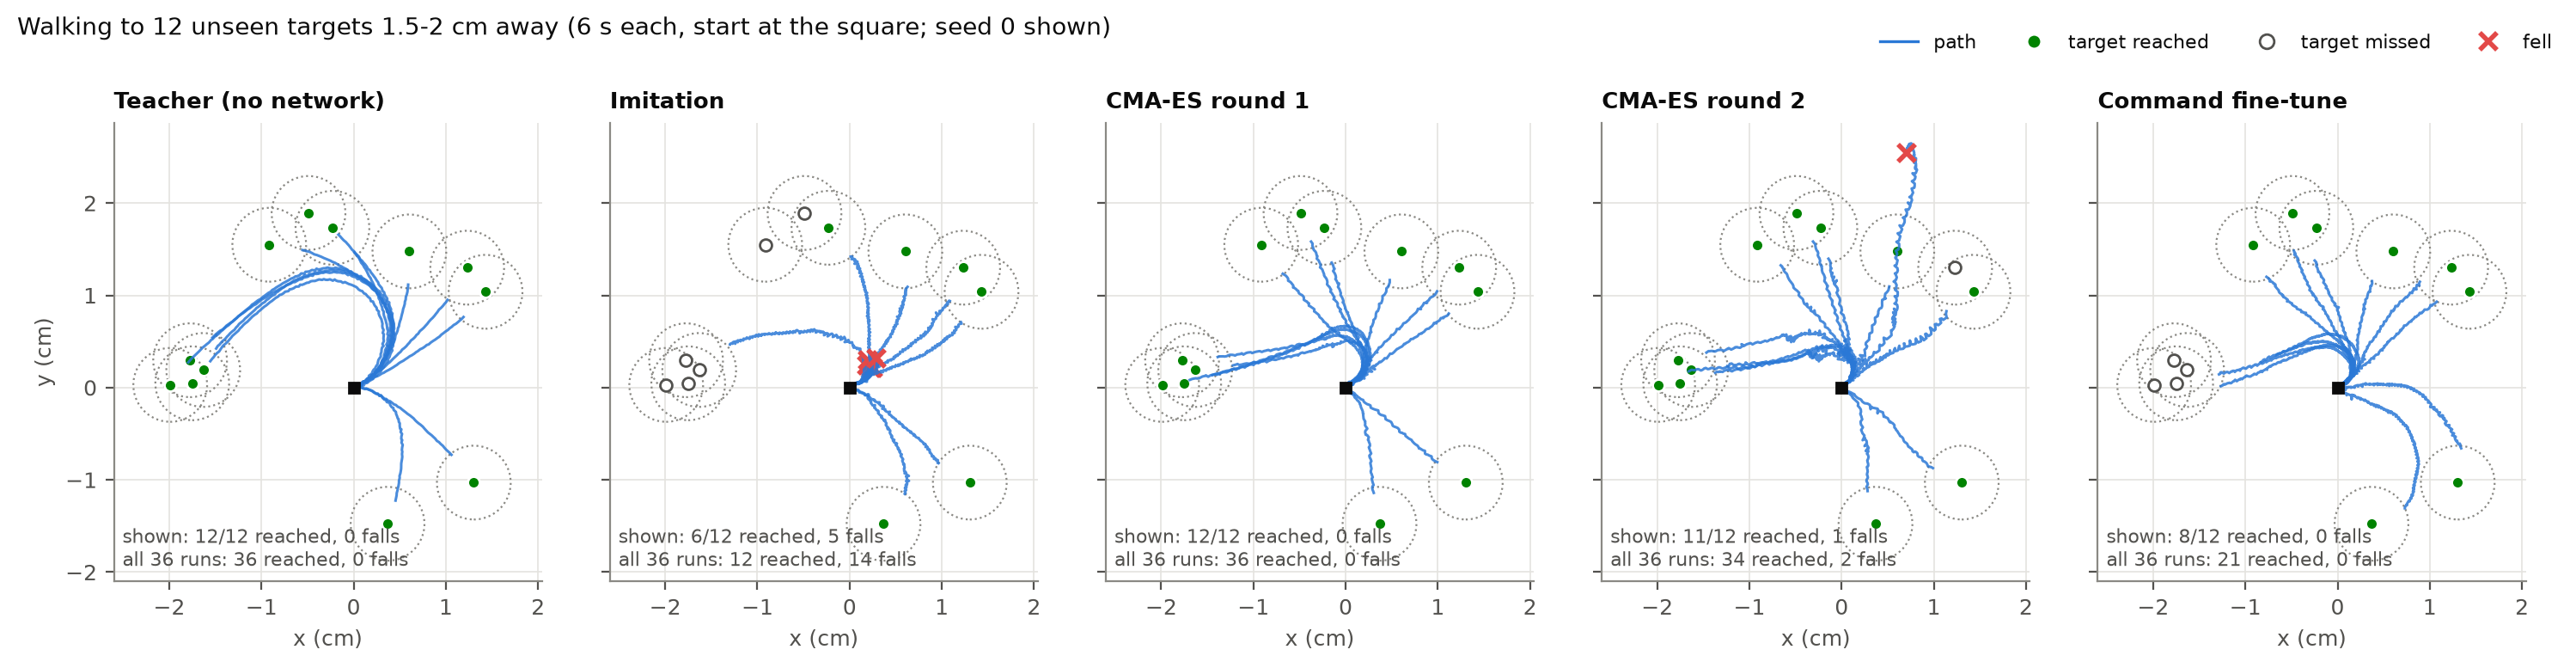 Walking to 12 unseen targets 1.5-2 cm away (6 s each, start at the square; seed 0 shown)
path
target reached
target missed
fell
Teacher (no network)
Imitation
CMA-ES round 1
CMA-ES round 2
Command fine-tune
y (cm)
2
1
0
−1
−2
shown: 12/12 reached, 0 falls
all 36 runs: 36 reached, 0 falls
−2 −1 0 1 2
x (cm)
shown: 6/12 reached, 5 falls
all 36 runs: 12 reached, 14 falls
−2 −1 0 1 2
x (cm)
shown: 12/12 reached, 0 falls
all 36 runs: 36 reached, 0 falls
−2 −1 0 1 2
x (cm)
shown: 11/12 reached, 1 falls
all 36 runs: 34 reached, 2 falls
−2 −1 0 1 2
x (cm)
shown: 8/12 reached, 0 falls
all 36 runs: 21 reached, 0 falls
−2 −1 0 1 2
x (cm)